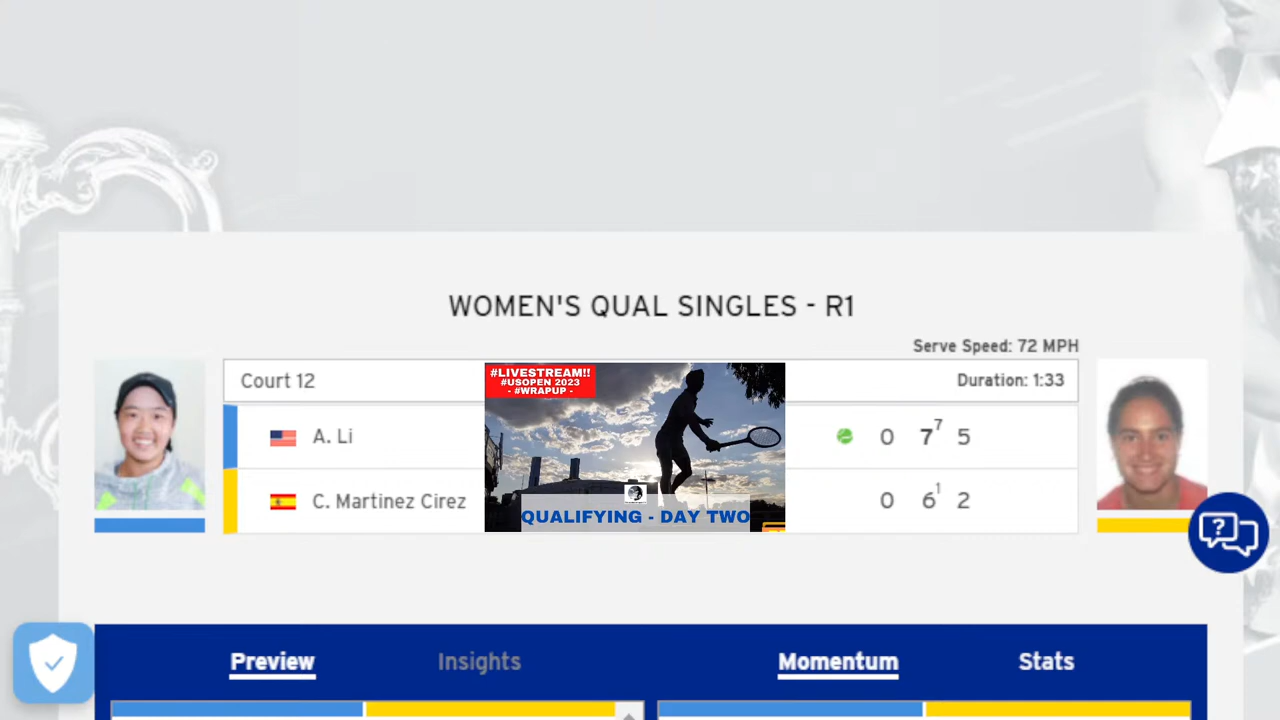 WOMEN'S QUAL SINGLES - R1
Serve Speed: 72 MPH
Court 12
Duration: 1:33
A. Li
0 7 7 5
C. Martinez Cirez
0 6 1 2
#LIVESTREAM!!
#USOPEN 2023
- #WRAPUP -
QUALIFYING - DAY TWO
?
Preview
Insights
Momentum
Stats